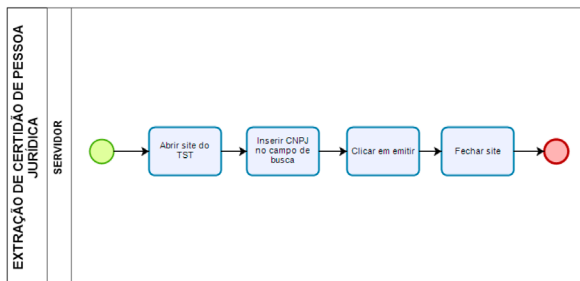 EXTRAÇÃO DE CERTIDÃO DE PESSOA
JURÍDICA
SERVIDOR
Abrir site do
TST
Inserir CNPJ
no campo de
busca
Clicar em emitir
Fechar site